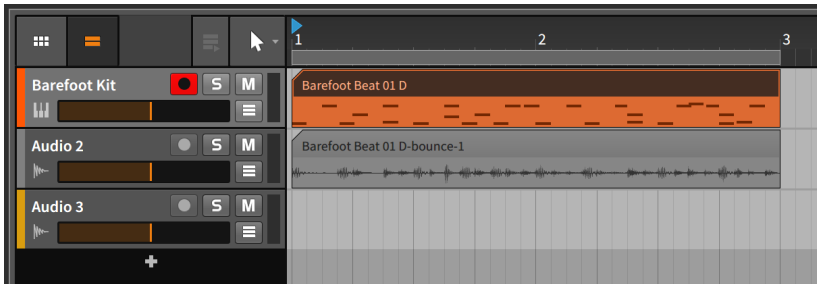 1
2
3
Barefoot Kit
S
M
Barefoot Beat 01 D
Audio 2
S
M
Barefoot Beat 01 D-bounce-1
Audio 3
S
M